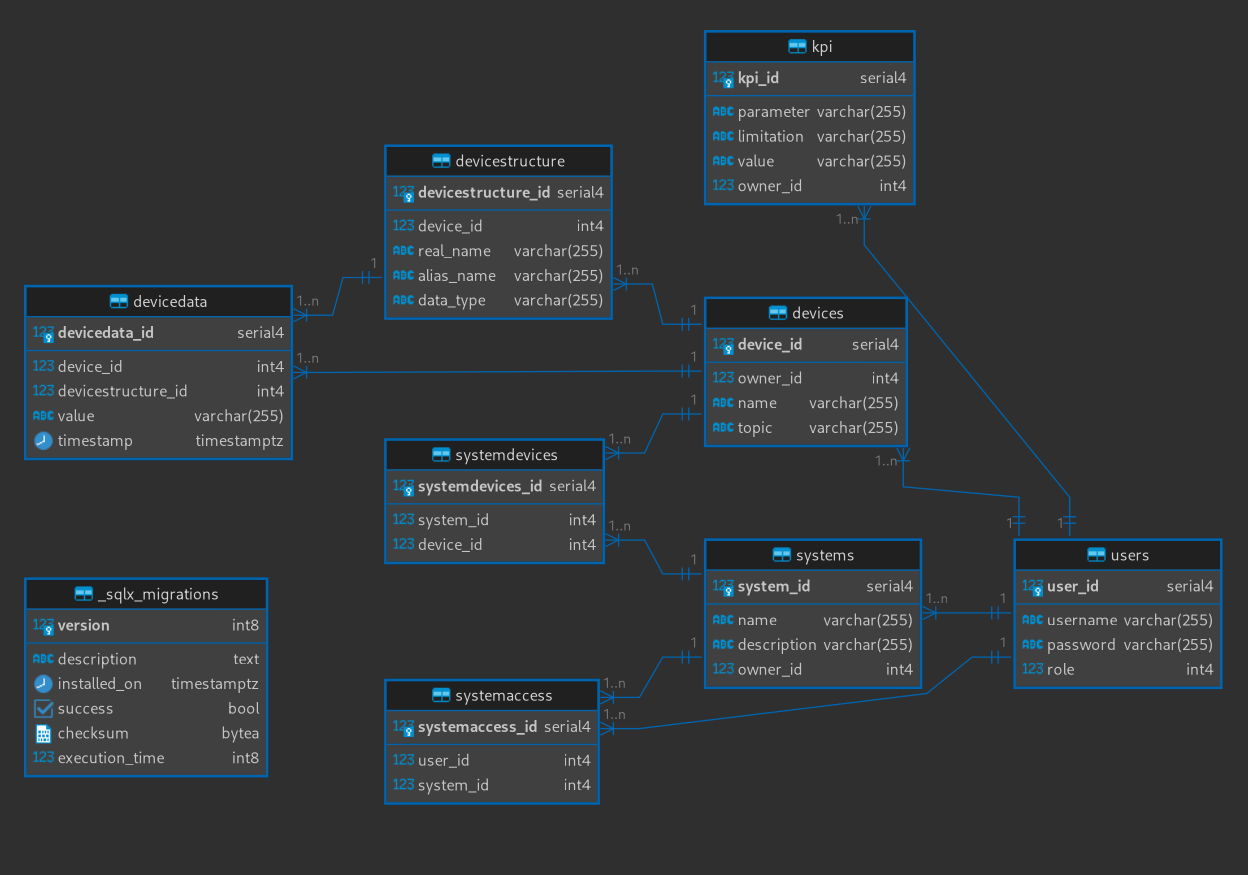 kpi
123 kpi_id serial4
ABC parameter varchar(255)
ABC limitation varchar(255)
ABC value varchar(255)
123 owner_id int4
1..n
devicestructure
123 devicestructure_id serial4
123 device_id int4
ABC real_name varchar(255)
ABC alias_name varchar(255)
ABC data_type varchar(255)
1
1..n
devicedata
123 devicedata_id serial4
123 device_id int4
123 devicestructure_id int4
ABC value varchar(255)
timestamp timestamptz
1..n
1..n
devices
123 device_id serial4
123 owner_id int4
ABC name varchar(255)
ABC topic varchar(255)
1
1
1
1..n
systemdevices
123 systemdevices_id serial4
123 system_id int4
123 device_id int4
1..n
1..n
systems
123 system_id serial4
ABC name varchar(255)
ABC description varchar(255)
123 owner_id int4
1
1..n
1
users
123 user_id serial4
ABC username varchar(255)
ABC password varchar(255)
123 role int4
1
1
1
1
_sqlx_migrations
123 version int8
ABC description text
installed_on timestamptz
success bool
checksum bytea
123 execution_time int8
systemaccess
123 systemaccess_id serial4
123 user_id int4
123 system_id int4
1..n
1..n